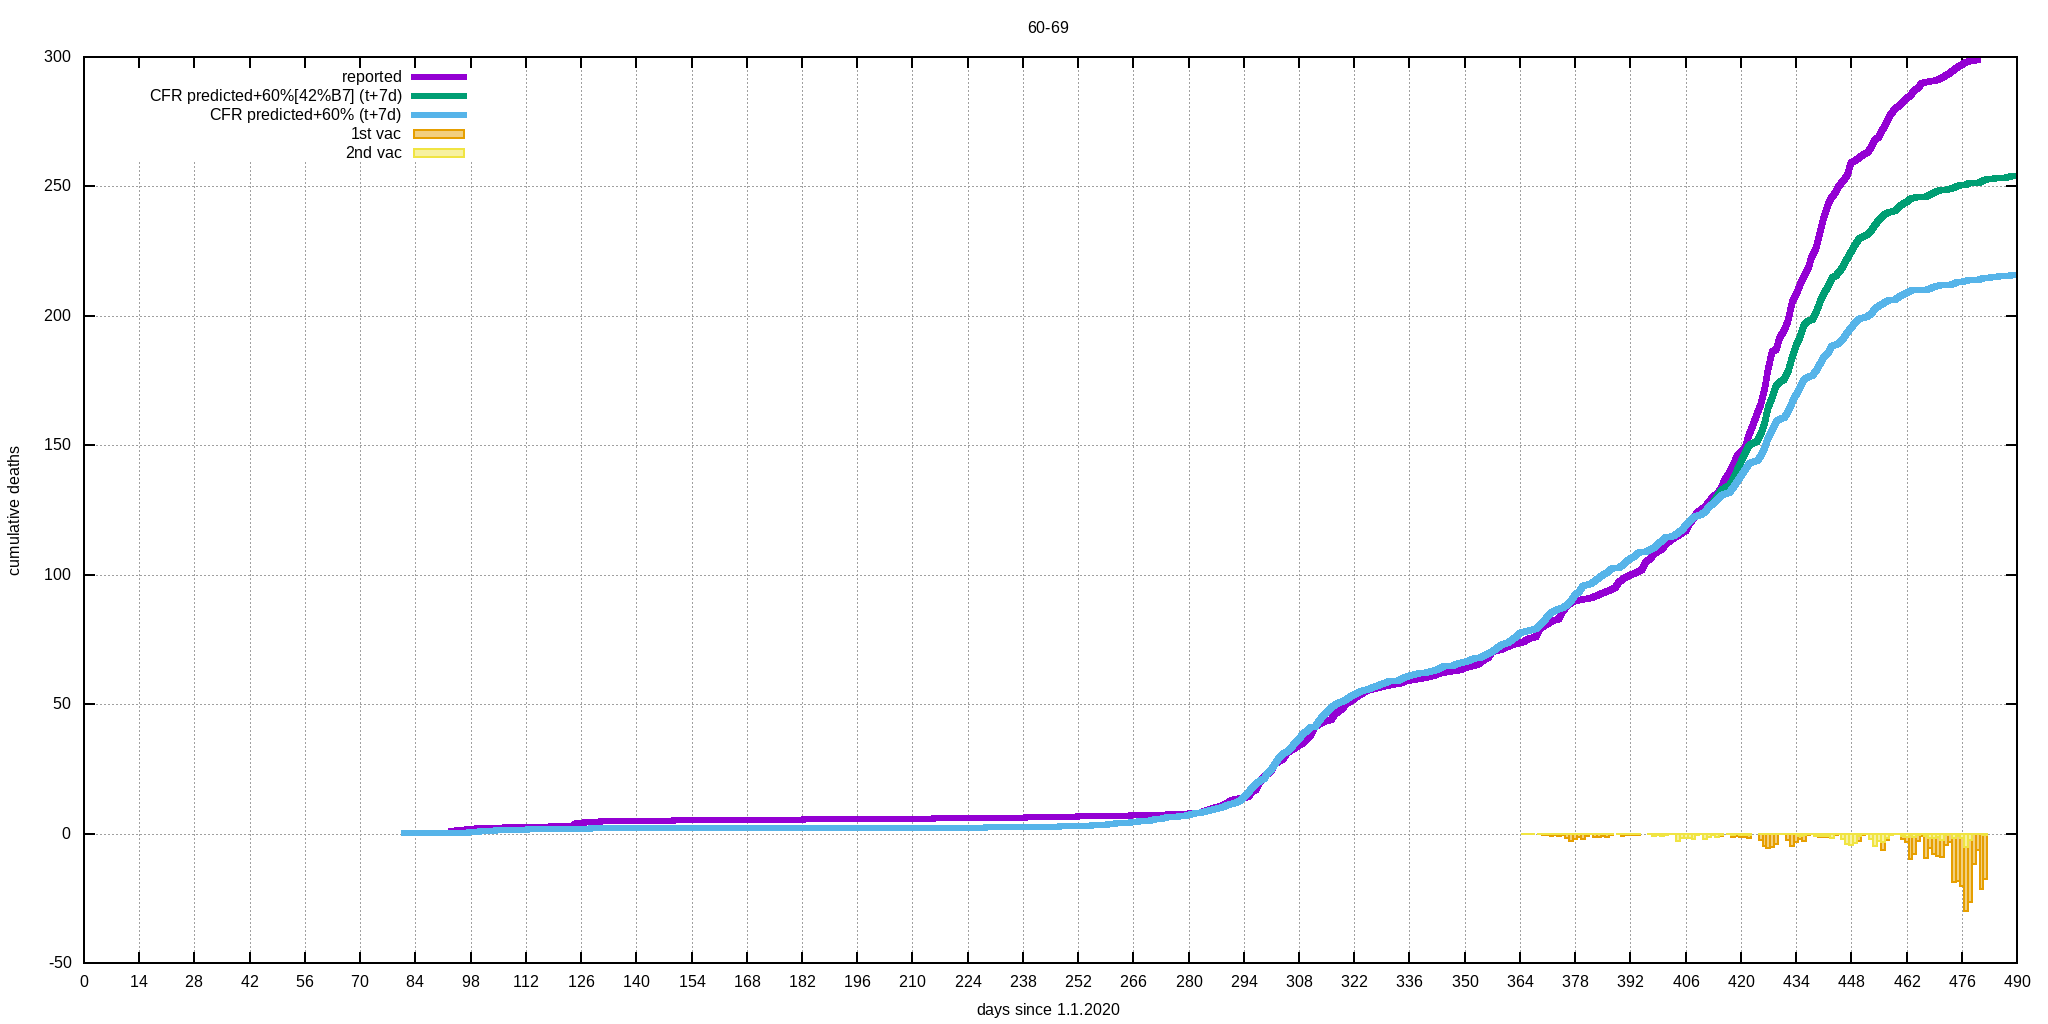 60-69
300
250
200
150
100
50
0
-50
reported
CFR predicted+60%[42%B7] (t+7d)
CFR predicted+60% (t+7d)
1st vac
2nd vac
cumulative deaths
0 14 28 42 56 70 84 98 112 126 140 154 168 182 196 210 224 238 252 266 280 294 308 322 336 350 364 378 392 406 420 434 448 462 476 490
days since 1.1.2020